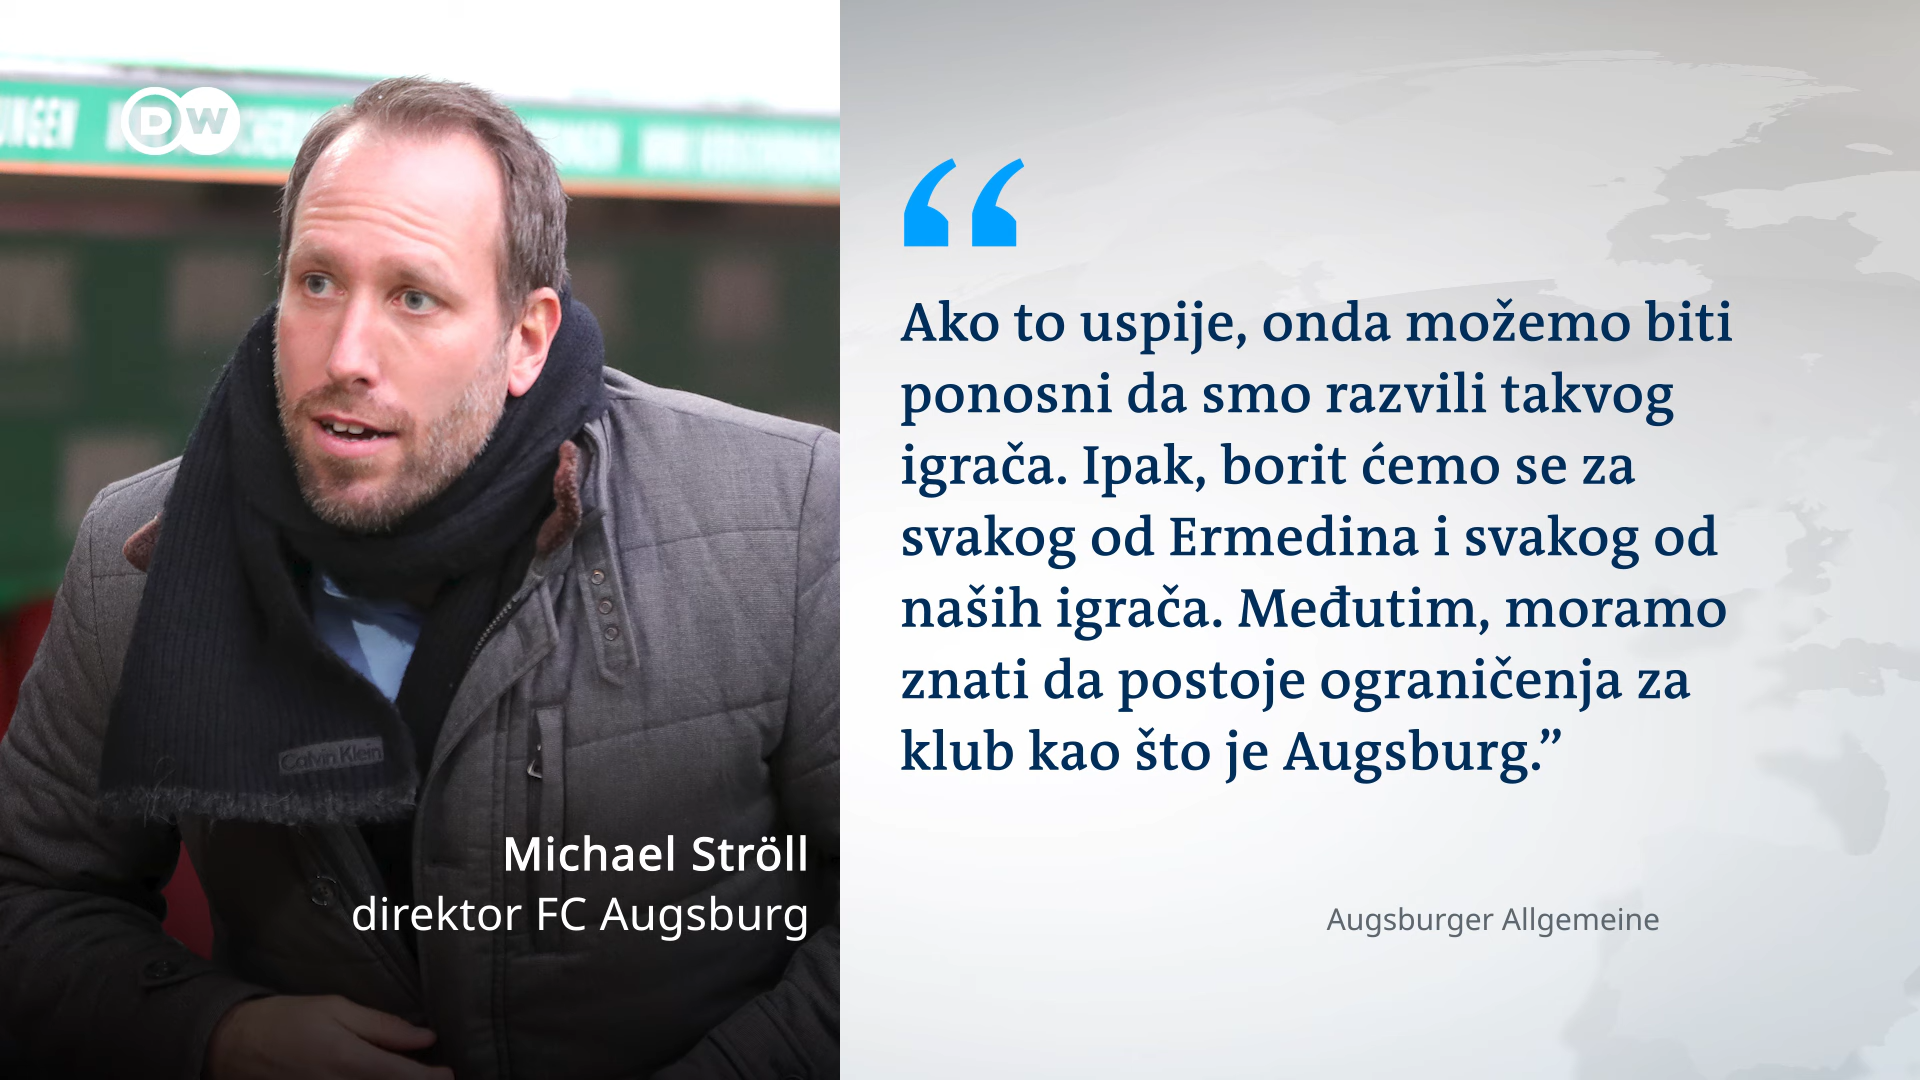 DW
Ako to uspije, onda možemo biti
ponosni da smo razvili takvog
igrača. Ipak, borit ćemo se za
svakog od Ermedina i svakog od
naših igrača. Međutim, moramo
znati da postoje ograničenja za
klub kao što je Augsburg.”
Calvin Klein
Michael Ströll
direktor FC Augsburg
Augsburger Allgemeine